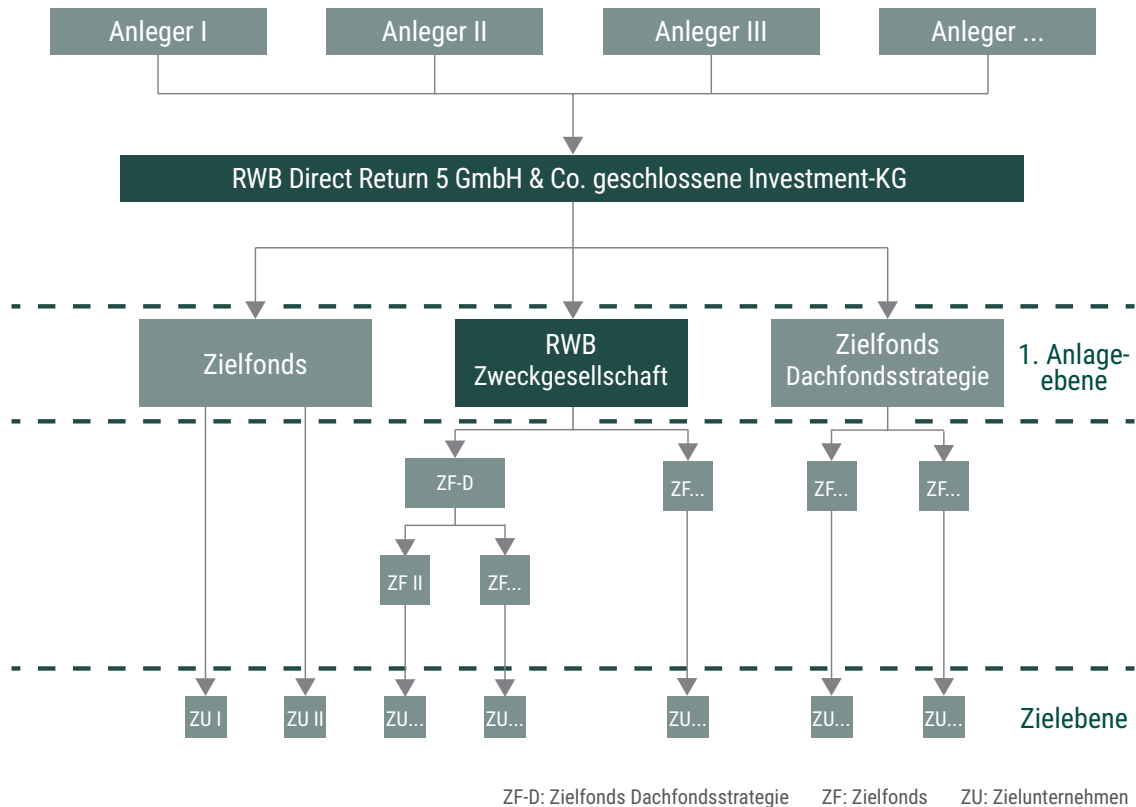 Anleger I
Anleger II
Anleger III
Anleger ...
RWB Direct Return 5 GmbH & Co. geschlossene Investment-KG
Zielfonds
RWB
Zweckgesellschaft
Zielfonds
Dachfondsstrategie
1. Anlage-
ebene
ZF-D
ZF...
ZF...
ZF...
ZF II
ZF...
ZU I
ZU II
ZU...
ZU...
ZU...
ZU...
ZU...
Zielebene
ZF-D: Zielfonds Dachfondsstrategie ZF: Zielfonds ZU: Zielunternehmen